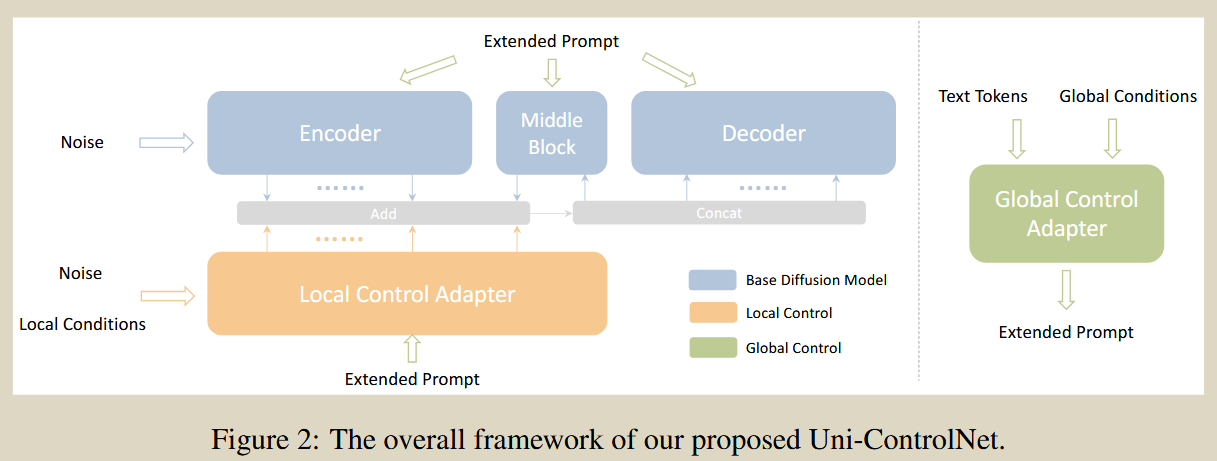 Extended Prompt
Text Tokens
Global Conditions
Noise
Encoder
Middle
Block
Decoder
Add
Concat
Global Control
Adapter
Noise
Local Conditions
Local Control Adapter
Base Diffusion Model
Local Control
Global Control
Extended Prompt
Extended Prompt
Figure 2: The overall framework of our proposed Uni-ControlNet.